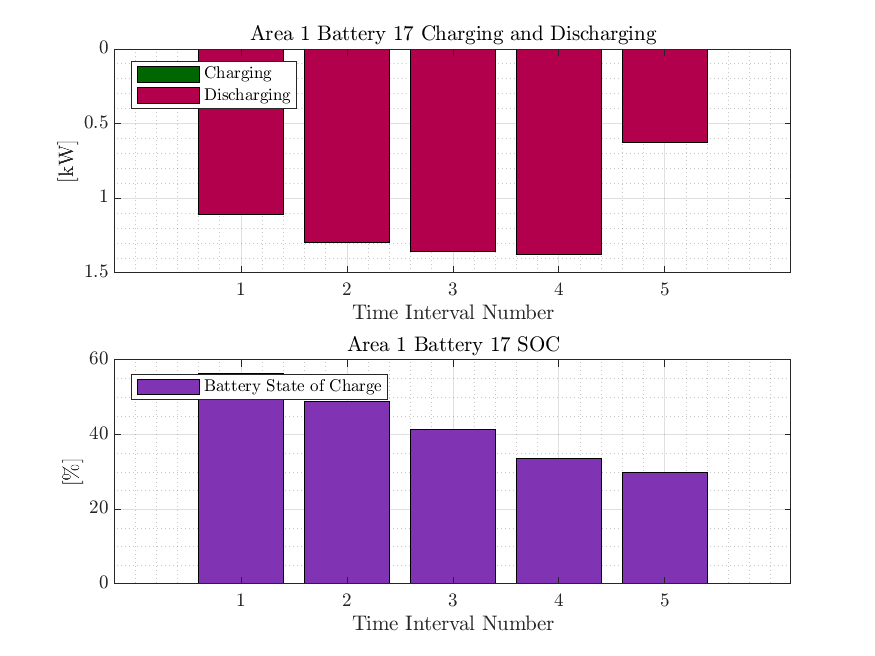 Area 1 Battery 17 Charging and Discharging
0
0.5
1
1.5
[kW]
Charging
Discharging
1 2 3 4 5
Time Interval Number
Area 1 Battery 17 SOC
60
40
20
0
[%]
Battery State of Charge
1 2 3 4 5
Time Interval Number